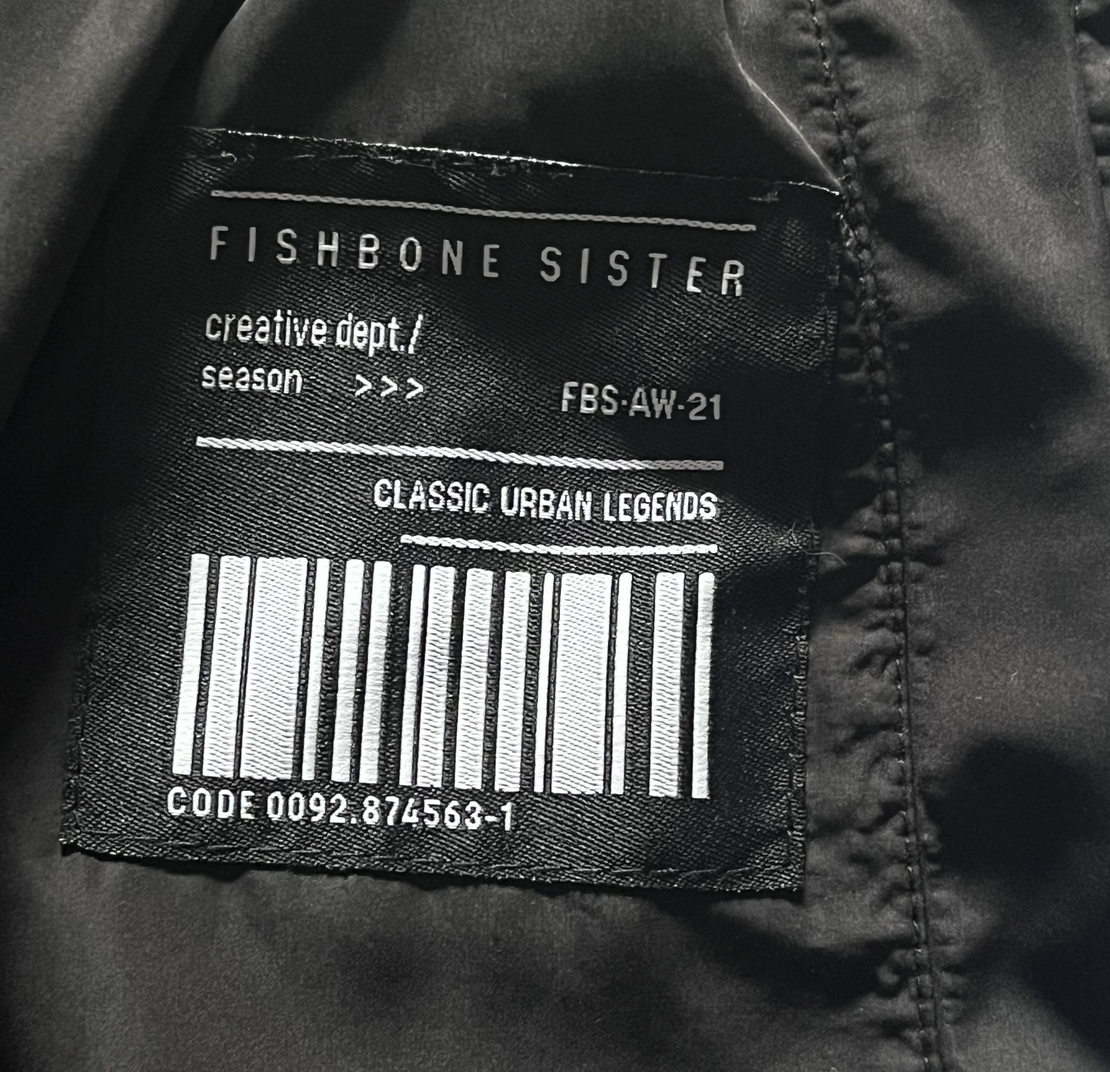 FISHBONE SISTER
creative dept./
season >>> FBS-AW-21
CLASSIC URBAN LEGENDS
CODE 0092.874563-1